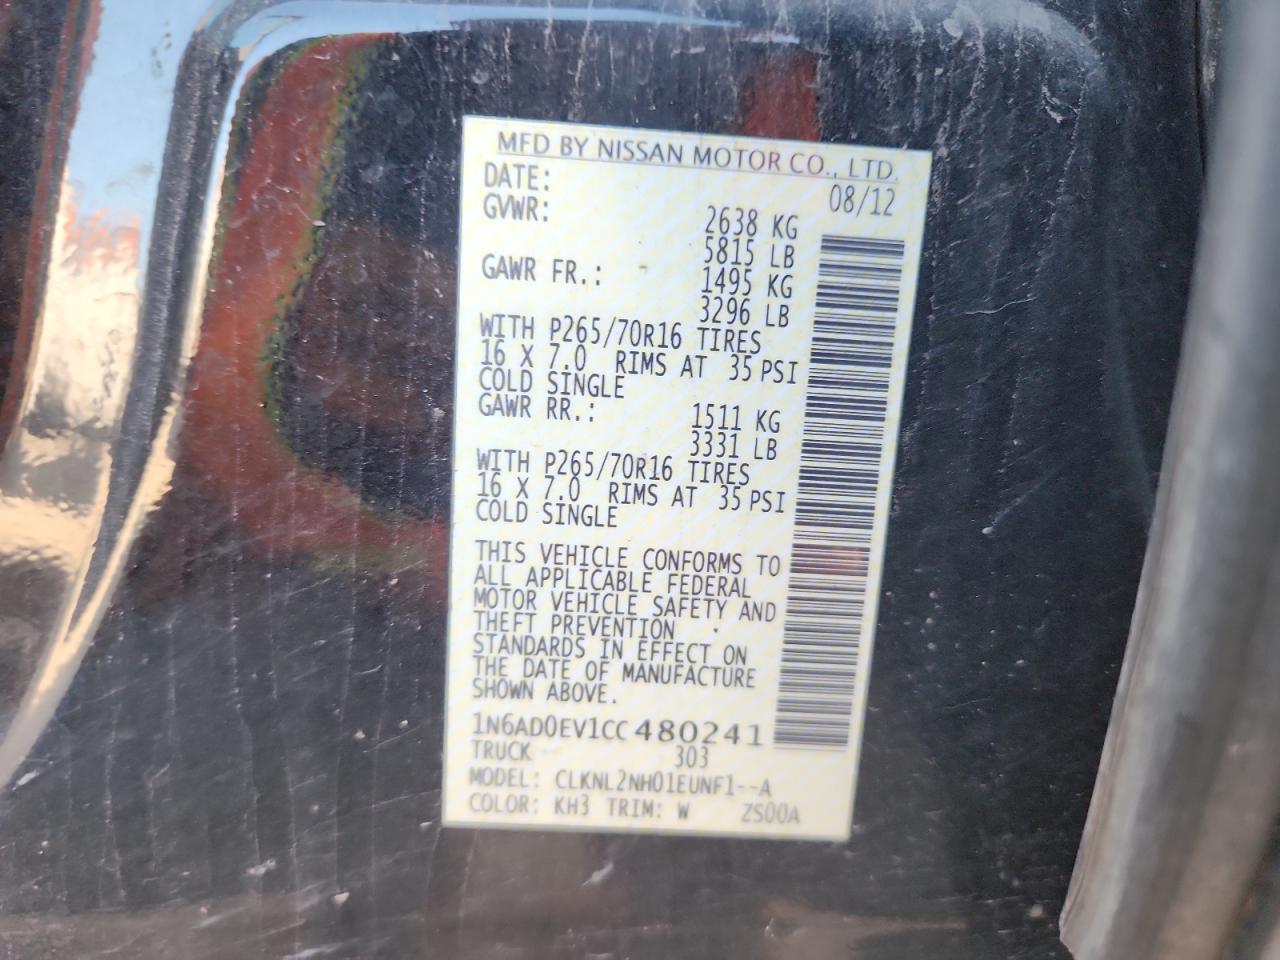 MFD BY NISSAN MOTOR CO., LTD.
DATE: 08/12
GVWR: 2638 KG
5815 LB
GAWR FR.: 1495 KG
3296 LB
WITH P265/70R16 TIRES
16 X 7.0 RIMS AT 35 PSI
COLD SINGLE
GAWR RR.: 1511 KG
3331 LB
WITH P265/70R16 TIRES
16 X 7.0 RIMS AT 35 PSI
COLD SINGLE
THIS VEHICLE CONFORMS TO
ALL APPLICABLE FEDERAL
MOTOR VEHICLE SAFETY AND
THEFT PREVENTION
STANDARDS IN EFFECT ON
THE DATE OF MANUFACTURE
SHOWN ABOVE.
1N6AD0EV1CC480241
TRUCK 303
MODEL: CLKNL2NH01EUNF1--A
COLOR: KH3 TRIM: W ZS00A